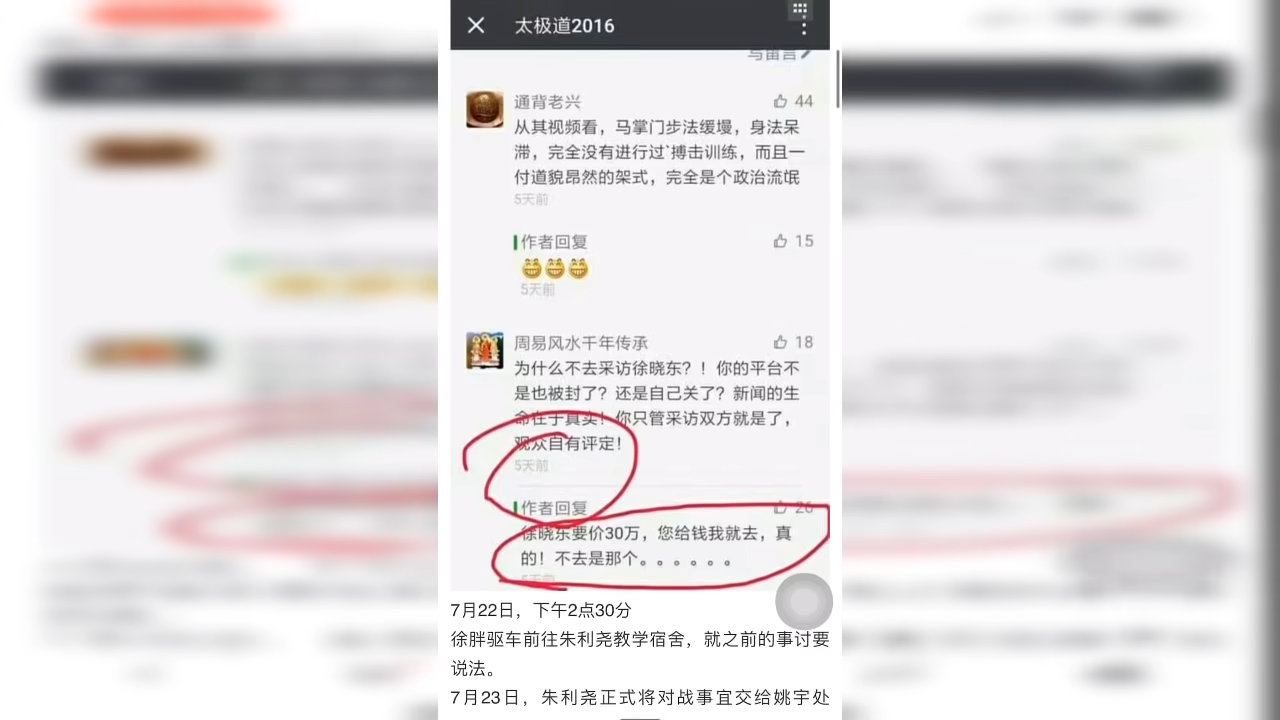 太极道2016
写留言
通背老兴
44
从其视频看，马掌门步法缓墁，身法呆
滞，完全没有进行过`搏击训练，而且一
付道貌昂然的架式，完全是个政治流氓
5天前
作者回复
15
5天前
周易风水千年传承
18
为什么不去采访徐晓东？！你的平台不
是也被封了？还是自己关了？新闻的生
命在于真实！你只管采访双方就是了，
观众自有评定！
5天前
作者回复
26
徐晓东要价30万，您给钱我就去，真
的！不去是那个。。。。。。
5天前
7月22日，下午2点30分
徐胖驱车前往朱利尧教学宿舍，就之前的事讨要
说法。
7月23日，朱利尧正式将对战事宜交给姚宇处